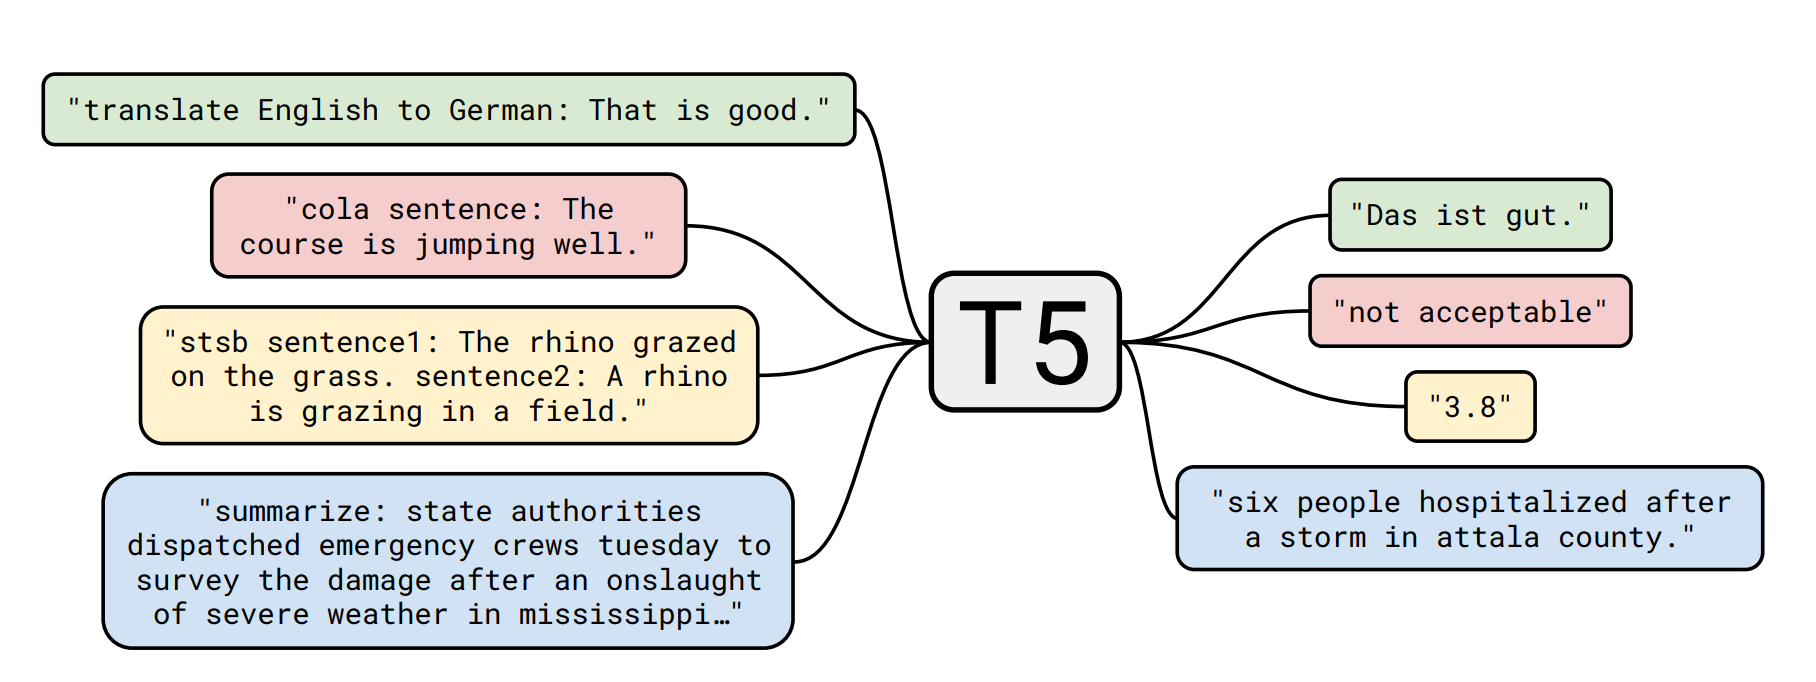 "translate English to German: That is good."
"cola sentence: The
course is jumping well."
"stsb sentence1: The rhino grazed
on the grass. sentence2: A rhino
is grazing in a field."
"summarize: state authorities
dispatched emergency crews tuesday to
survey the damage after an onslaught
of severe weather in mississippi…"
T5
"Das ist gut."
"not acceptable"
"3.8"
"six people hospitalized after
a storm in attala county."